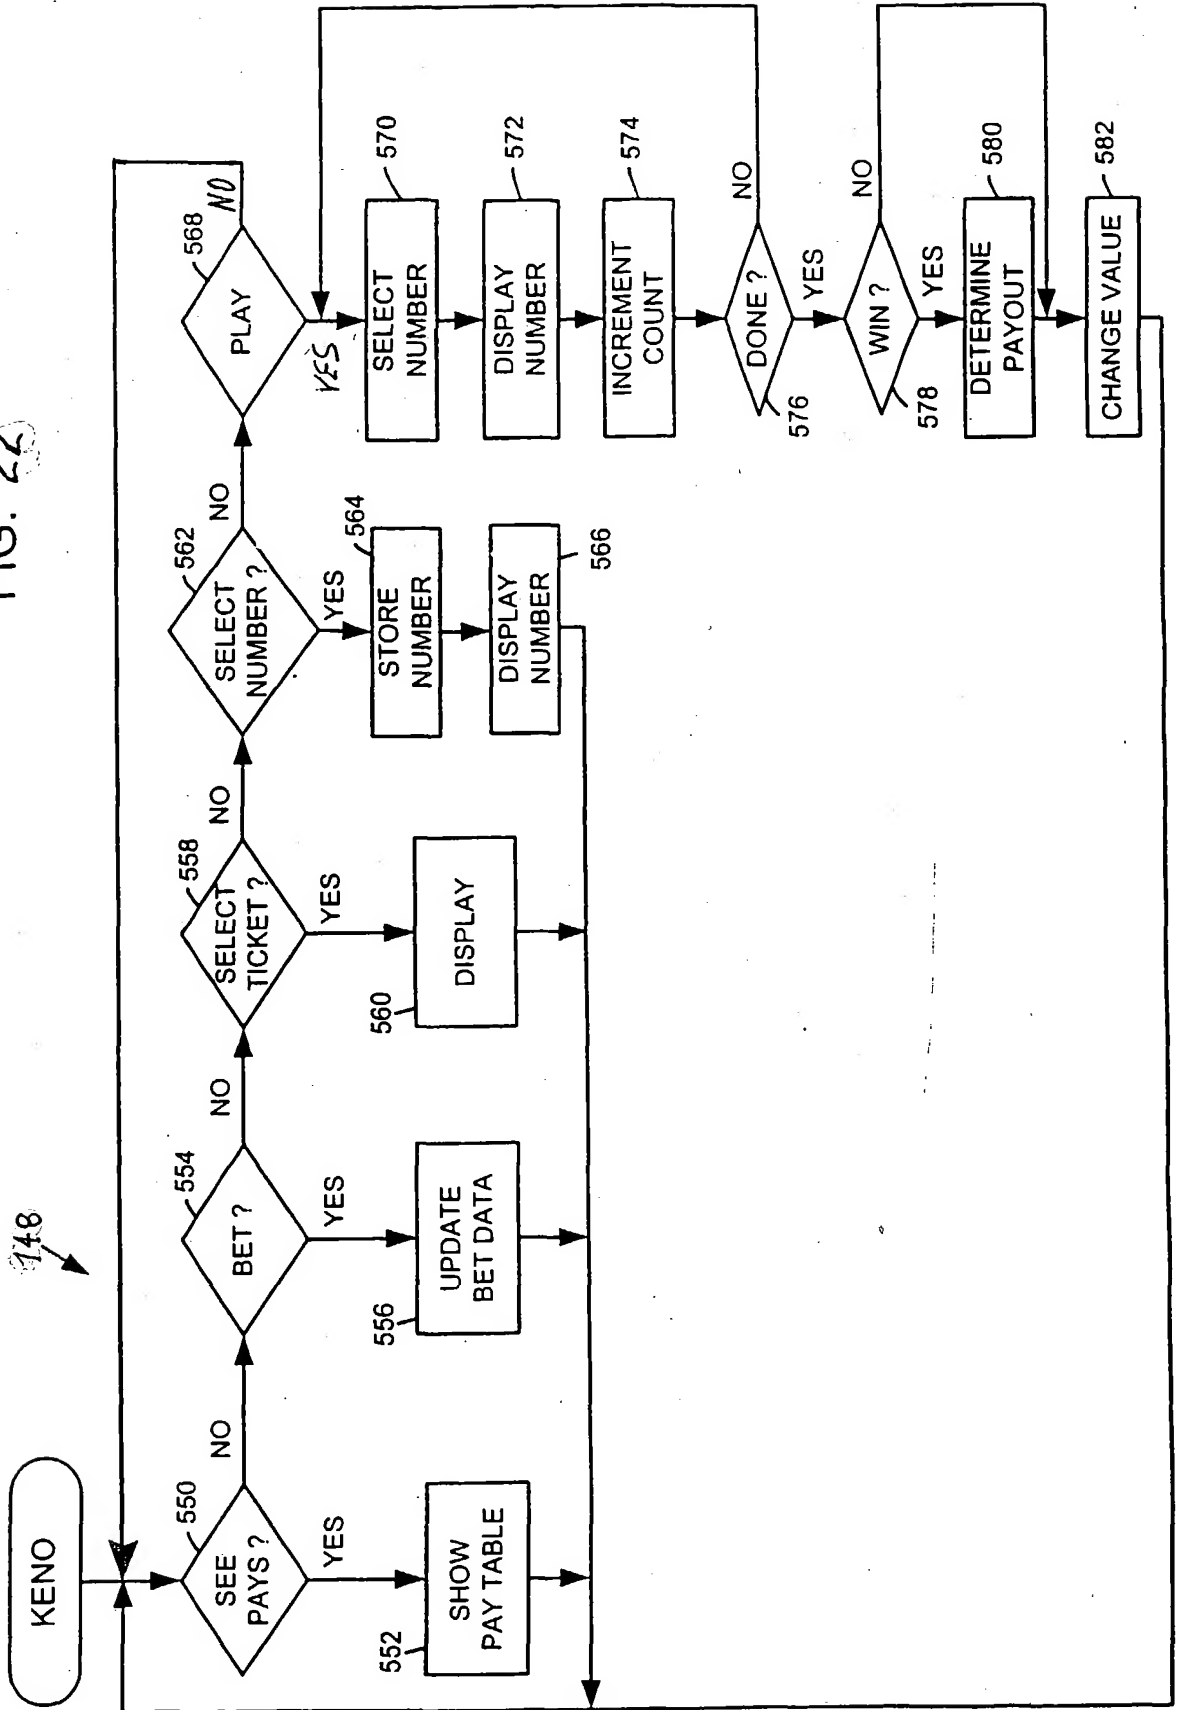 FIG. 22
148
KENO
550
SEE
PAYS ?
NO
YES
552
SHOW
PAY TABLE
554
BET ?
NO
YES
556
UPDATE
BET DATA
558
SELECT
TICKET ?
NO
YES
560
DISPLAY
562
SELECT
NUMBER ?
NO
YES
564
STORE
NUMBER
566
DISPLAY
NUMBER
568
PLAY
NO
YES
570
SELECT
NUMBER
572
DISPLAY
NUMBER
574
INCREMENT
COUNT
DONE ?
576
NO
YES
WIN ?
578
NO
YES
580
DETERMINE
PAYOUT
582
CHANGE VALUE